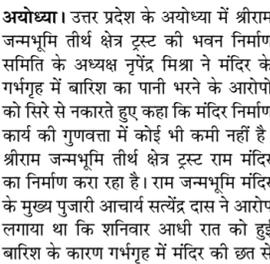 अयोध्या। उत्तर प्रदेश के अयोध्या में श्रीराम
जन्मभूमि तीर्थ क्षेत्र ट्रस्ट की भवन निर्माण
समिति के अध्यक्ष नृपेंद्र मिश्रा ने मंदिर के
गर्भगृह में बारिश का पानी भरने के आरोपो
को सिरे से नकारते हुए कहा कि मंदिर निर्माण
कार्य की गुणवत्ता में कोई भी कमी नहीं है
श्रीराम जन्मभूमि तीर्थ क्षेत्र ट्रस्ट राम मंदिर
का निर्माण करा रहा है। राम जन्मभूमि मंदिर
के मुख्य पुजारी आचार्य सत्येंद्र दास ने आरोप
लगाया था कि शनिवार आधी रात को हुई
बारिश के कारण गर्भगृह में मंदिर की छत से